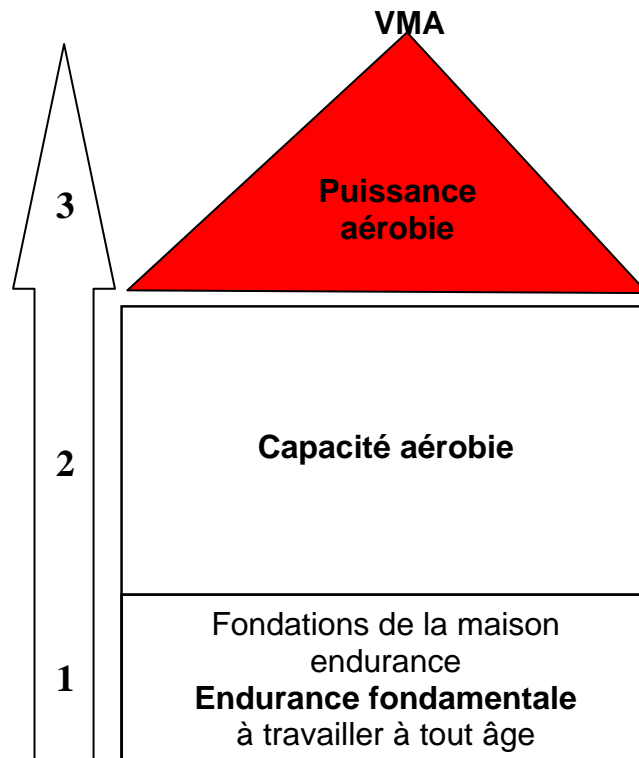 VMA
3
Puissance
aérobie
2
Capacité aérobie
1
Fondations de la maison
endurance
Endurance fondamentale
à travailler à tout âge